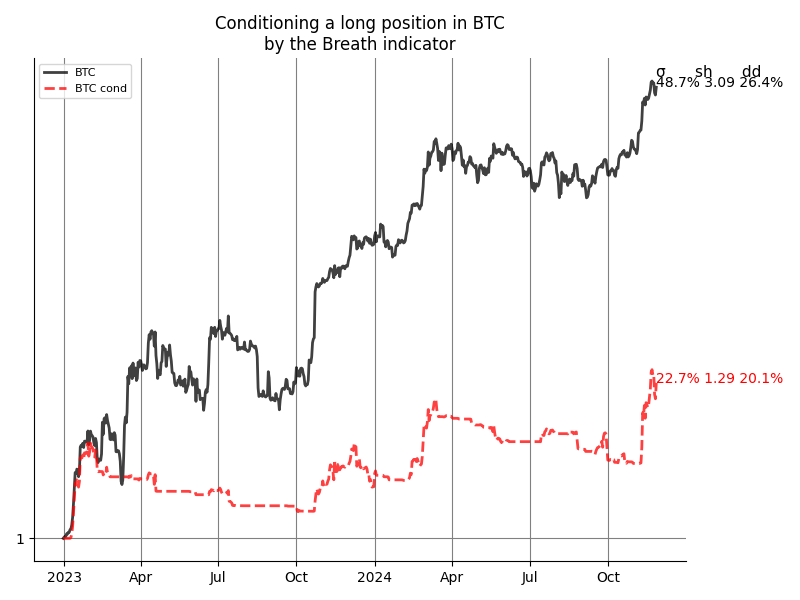 Conditioning a long position in BTC
by the Breath indicator
σ sh dd
48.7% 3.09 26.4%
BTC
BTC cond
22.7% 1.29 20.1%
1
2023 Apr Jul Oct 2024 Apr Jul Oct